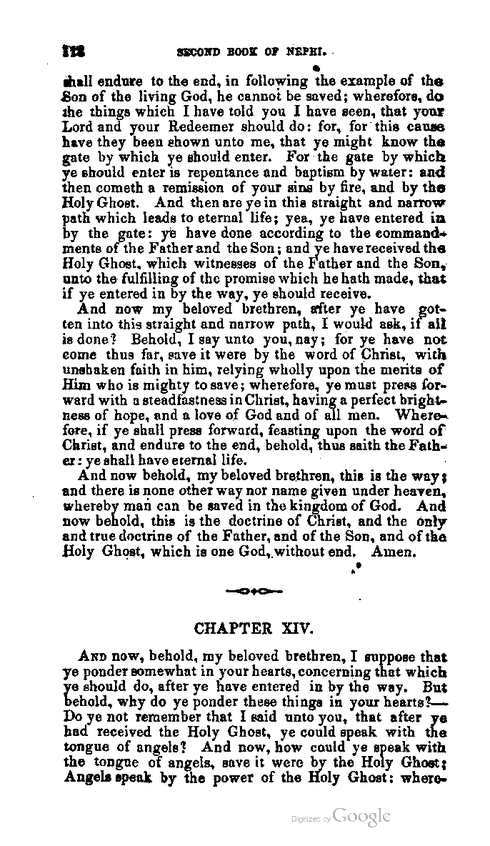 112 SECOND BOOK OF NEPHI.
shall endure to the end, in following the example of the
Son of the living God, he cannot be saved; wherefore, do
the things which I have told you I have seen, that your
Lord and your Redeemer should do: for, for this cause
have they been shown unto me, that ye might know the
gate by which ye should enter. For the gate by which
ye should enter is repentance and baptism by water: and
then cometh a remission of your sins by fire, and by the
Holy Ghost. And then are ye in this straight and narrow
path which leads to eternal life; yea, ye have entered in
by the gate: ye have done according to the command-
ments of the Father and the Son; and ye have received the
Holy Ghost, which witnesses of the Father and the Son,
unto the fulfilling of the promise which he hath made, that
if ye entered in by the way, ye should receive.
And now my beloved brethren, after ye have got-
ten into this straight and narrow path, I would ask, if all
is done? Behold, I say unto you, nay; for ye have not
come thus far, save it were by the word of Christ, with
unshaken faith in him, relying wholly upon the merits of
Him who is mighty to save; wherefore, ye must press for-
ward with a steadfastness in Christ, having a perfect bright-
ness of hope, and a love of God and of all men. Where-
fore, if ye shall press forward, feasting upon the word of
Christ, and endure to the end, behold, thus saith the Fath-
er: ye shall have eternal life.
And now behold, my beloved brethren, this is the way;
and there is none other way nor name given under heaven,
whereby man can be saved in the kingdom of God. And
now behold, this is the doctrine of Christ, and the only
and true doctrine of the Father, and of the Son, and of the
Holy Ghost, which is one God, without end. Amen.
CHAPTER XIV.
AND now, behold, my beloved brethren, I suppose that
ye ponder somewhat in your hearts, concerning that which
ye should do, after ye have entered in by the way. But
behold, why do ye ponder these things in your hearts?—
Do ye not remember that I said unto you, that after ye
had received the Holy Ghost, ye could speak with the
tongue of angels? And now, how could ye speak with
the tongue of angels, save it were by the Holy Ghost;
Angels speak by the power of the Holy Ghost: where-
Digitized by Google